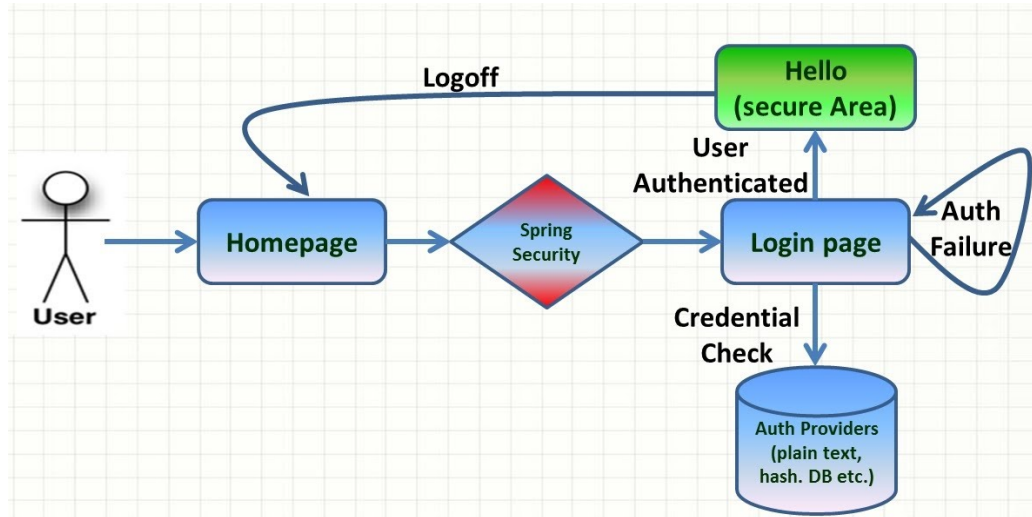 Logoff
Hello
(secure Area)
User
Authenticated
User
Homepage
Spring
Security
Login page
Auth
Failure
Credential
Check
Auth Providers
(plain text,
hash. DB etc.)